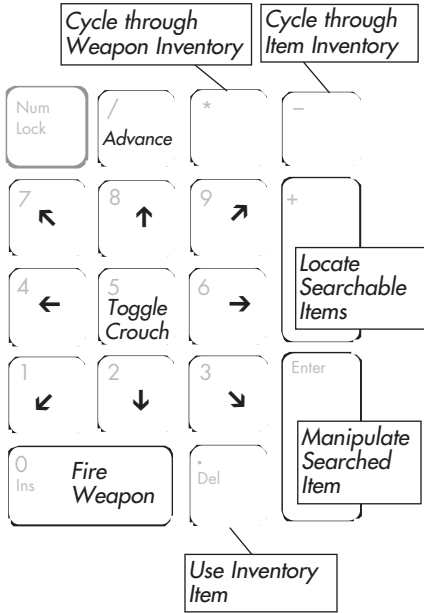 Cycle through
Weapon Inventory
Cycle through
Item Inventory
Num
Lock
/
Advance
*
–
7
8
9
+
4
5
Toggle
Crouch
6
Locate
Searchable
Items
1
2
3
Enter
Manipulate
Searched
Item
0
Ins
Fire
Weapon
.
Del
Use Inventory
Item